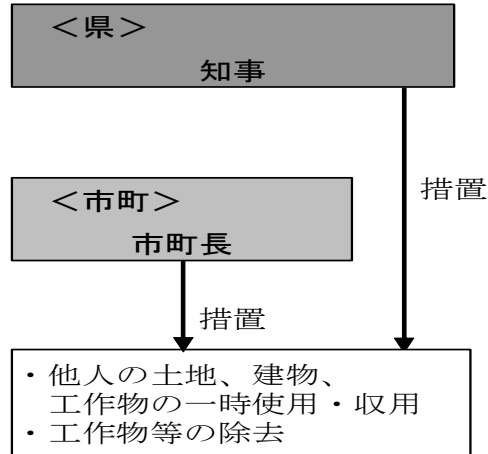 ＜県＞
知事
措置
＜市町＞
市町長
措置
・他人の土地、建物、
工作物の一時使用・収用
・工作物等の除去